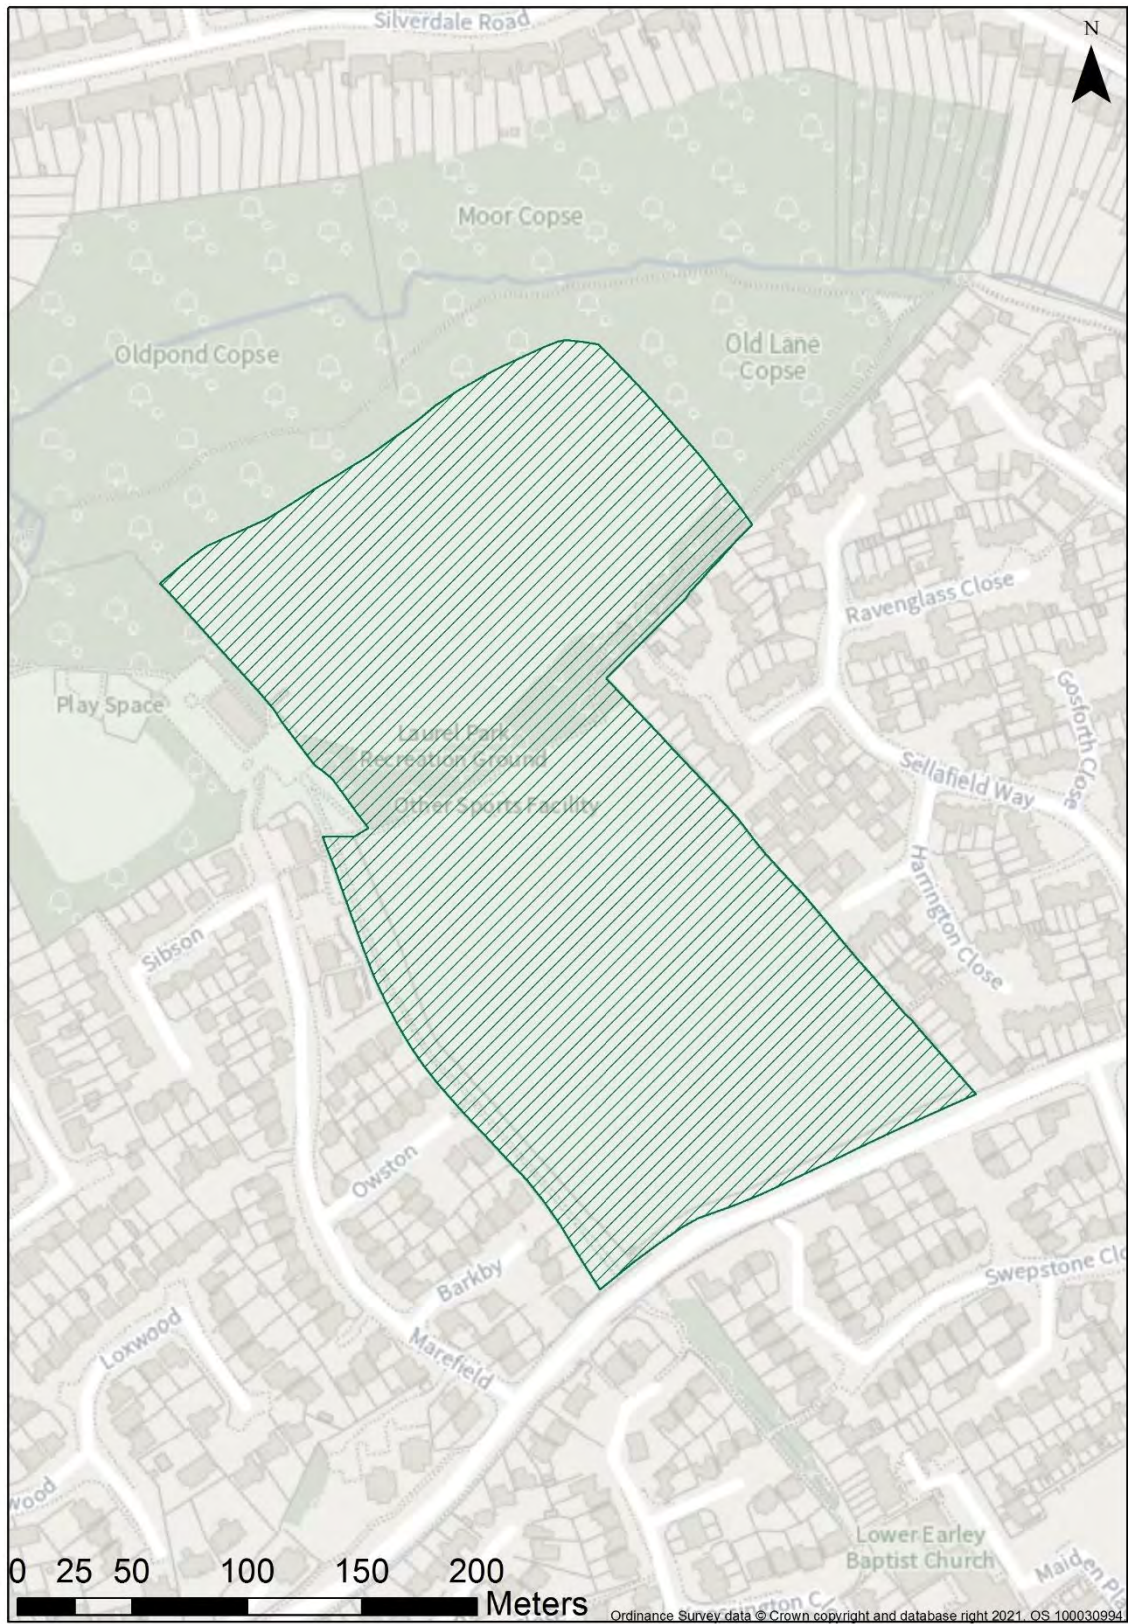 Silverdale Road
N
Moor Copse
Old Lane
Copse
Oldpond Copse
Ravenglass Close
Gosforth Close
Play Space
Laurel Park
Recreation Ground
Sellafield Way
Other Sports Facility
Harrington Close
Sibson
Owston
Barkby
Swepstone Clo
Loxwood
Marefield
wood
Lower Earley
Baptist Church
Maiden Pl
0 25 50 100 150 200
Meters
Ordinance Survey data © Crown copyright and database right 2021. OS 100030994